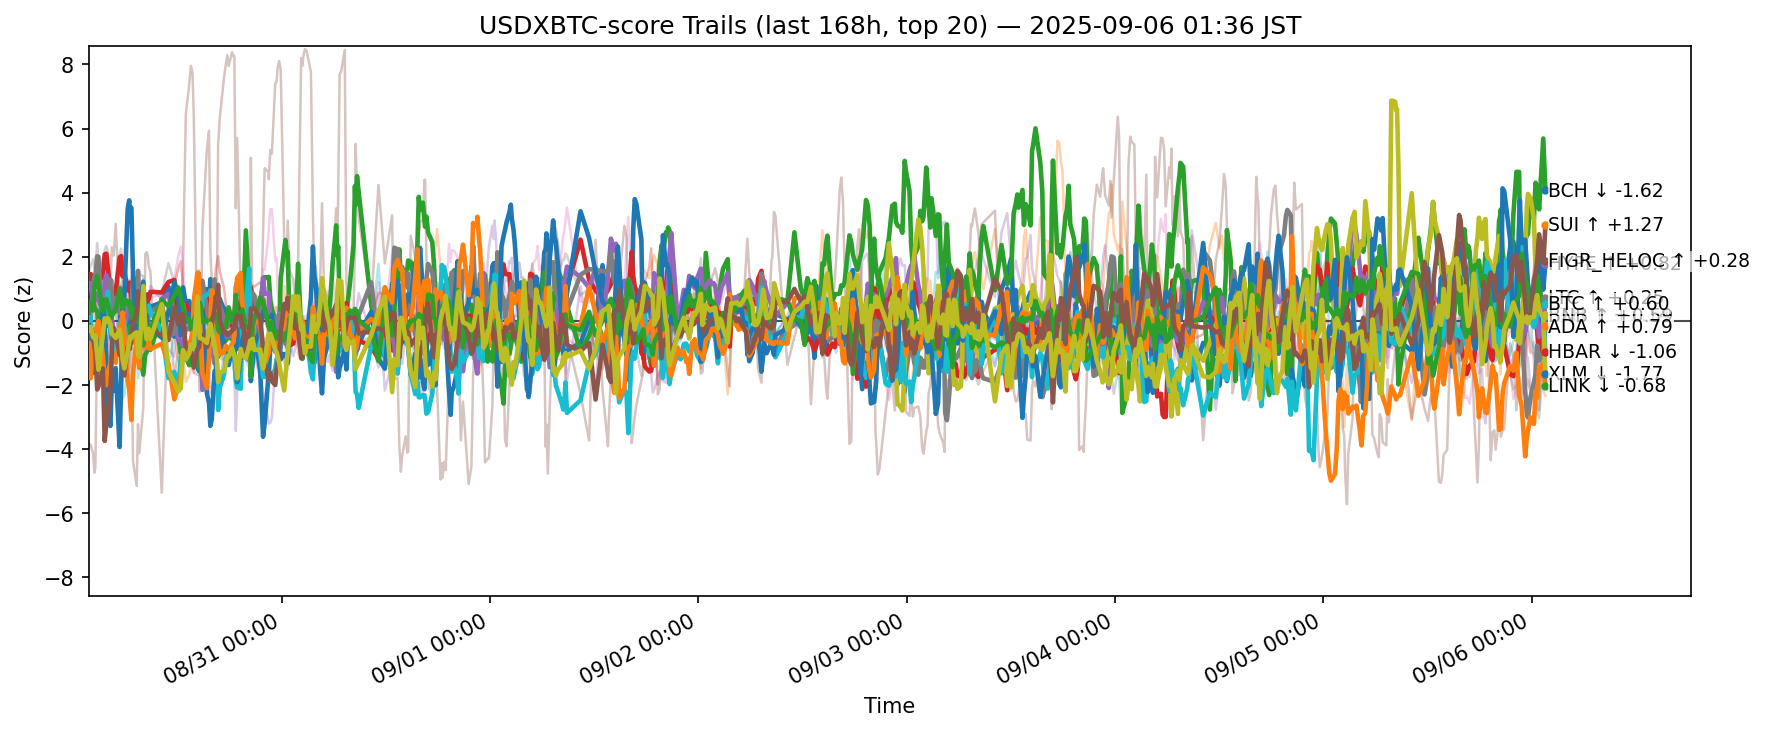 USDXBTC-score Trails (last 168h, top 20) — 2025-09-06 01:36 JST
Score (z)
8
6
4
2
0
−2
−4
−6
−8
BCH ↓ -1.62
SUI ↑ +1.27
FIGR_HELOC ↑ +0.28
LTC ↑ +0.25
BTC ↑ +0.60
ADA ↑ +0.79
HBAR ↓ -1.06
XLM ↓ -1.77
LINK ↓ -0.68
08/31 00:00
09/01 00:00
09/02 00:00
09/03 00:00
09/04 00:00
09/05 00:00
09/06 00:00
Time